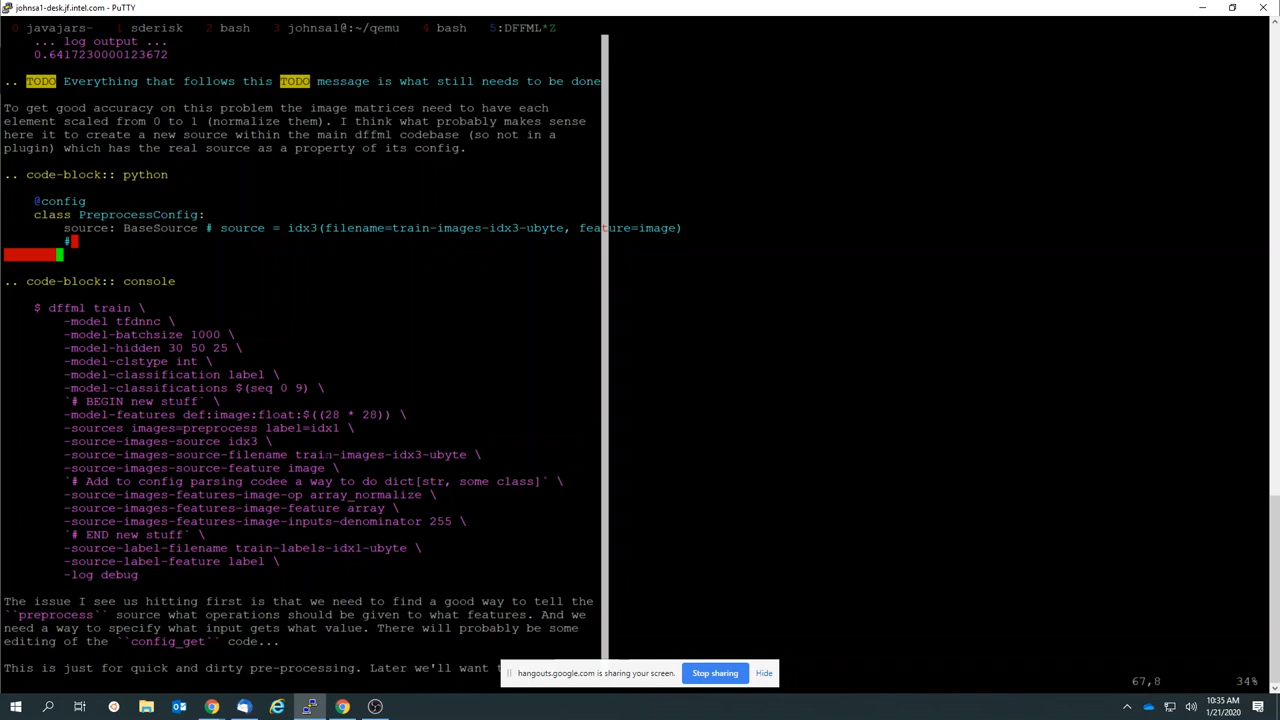 johnsa1-desk.jf.intel.com - PuTTY
0 javajars- 1 sderisk 2 bash 3 johnsa1@:~/qemu 4 bash 5:DFFML*Z
... log output ...
0.6417230000123672
.. TODO Everything that follows this TODO message is what still needs to be done
To get good accuracy on this problem the image matrices need to have each
element scaled from 0 to 1 (normalize them). I think what probably makes sense
here it to create a new source within the main dffml codebase (so not in a
plugin) which has the real source as a property of its config.
.. code-block:: python
@config
class PreprocessConfig:
source: BaseSource # source = idx3(filename=train-images-idx3-ubyte, feature=image)
#
.. code-block:: console
$ dffml train \
-model tfdnnc \
-model-batchsize 1000 \
-model-hidden 30 50 25 \
-model-clstype int \
-model-classification label \
-model-classifications $(seq 0 9) \
`# BEGIN new stuff` \
-model-features def:image:float:$((28 * 28)) \
-sources images=preprocess label=idx1 \
-source-images-source idx3 \
-source-images-source-filename train-images-idx3-ubyte \
-source-images-source-feature image \
`# Add to config parsing codee a way to do dict[str, some class]` \
-source-images-features-image-op array_normalize \
-source-images-features-image-feature array \
-source-images-features-image-inputs-denominator 255 \
`# END new stuff` \
-source-label-filename train-labels-idx1-ubyte \
-source-label-feature label \
-log debug
The issue I see us hitting first is that we need to find a good way to tell the
``preprocess`` source what operations should be given to what features. And we
need a way to specify what input gets what value. There will probably be some
editing of the ``config_get`` code...
This is just for quick and dirty pre-processing. Later we'll want
hangouts.google.com is sharing your screen. Stop sharing Hide
67,8 34%
10:35 AM
1/21/2020